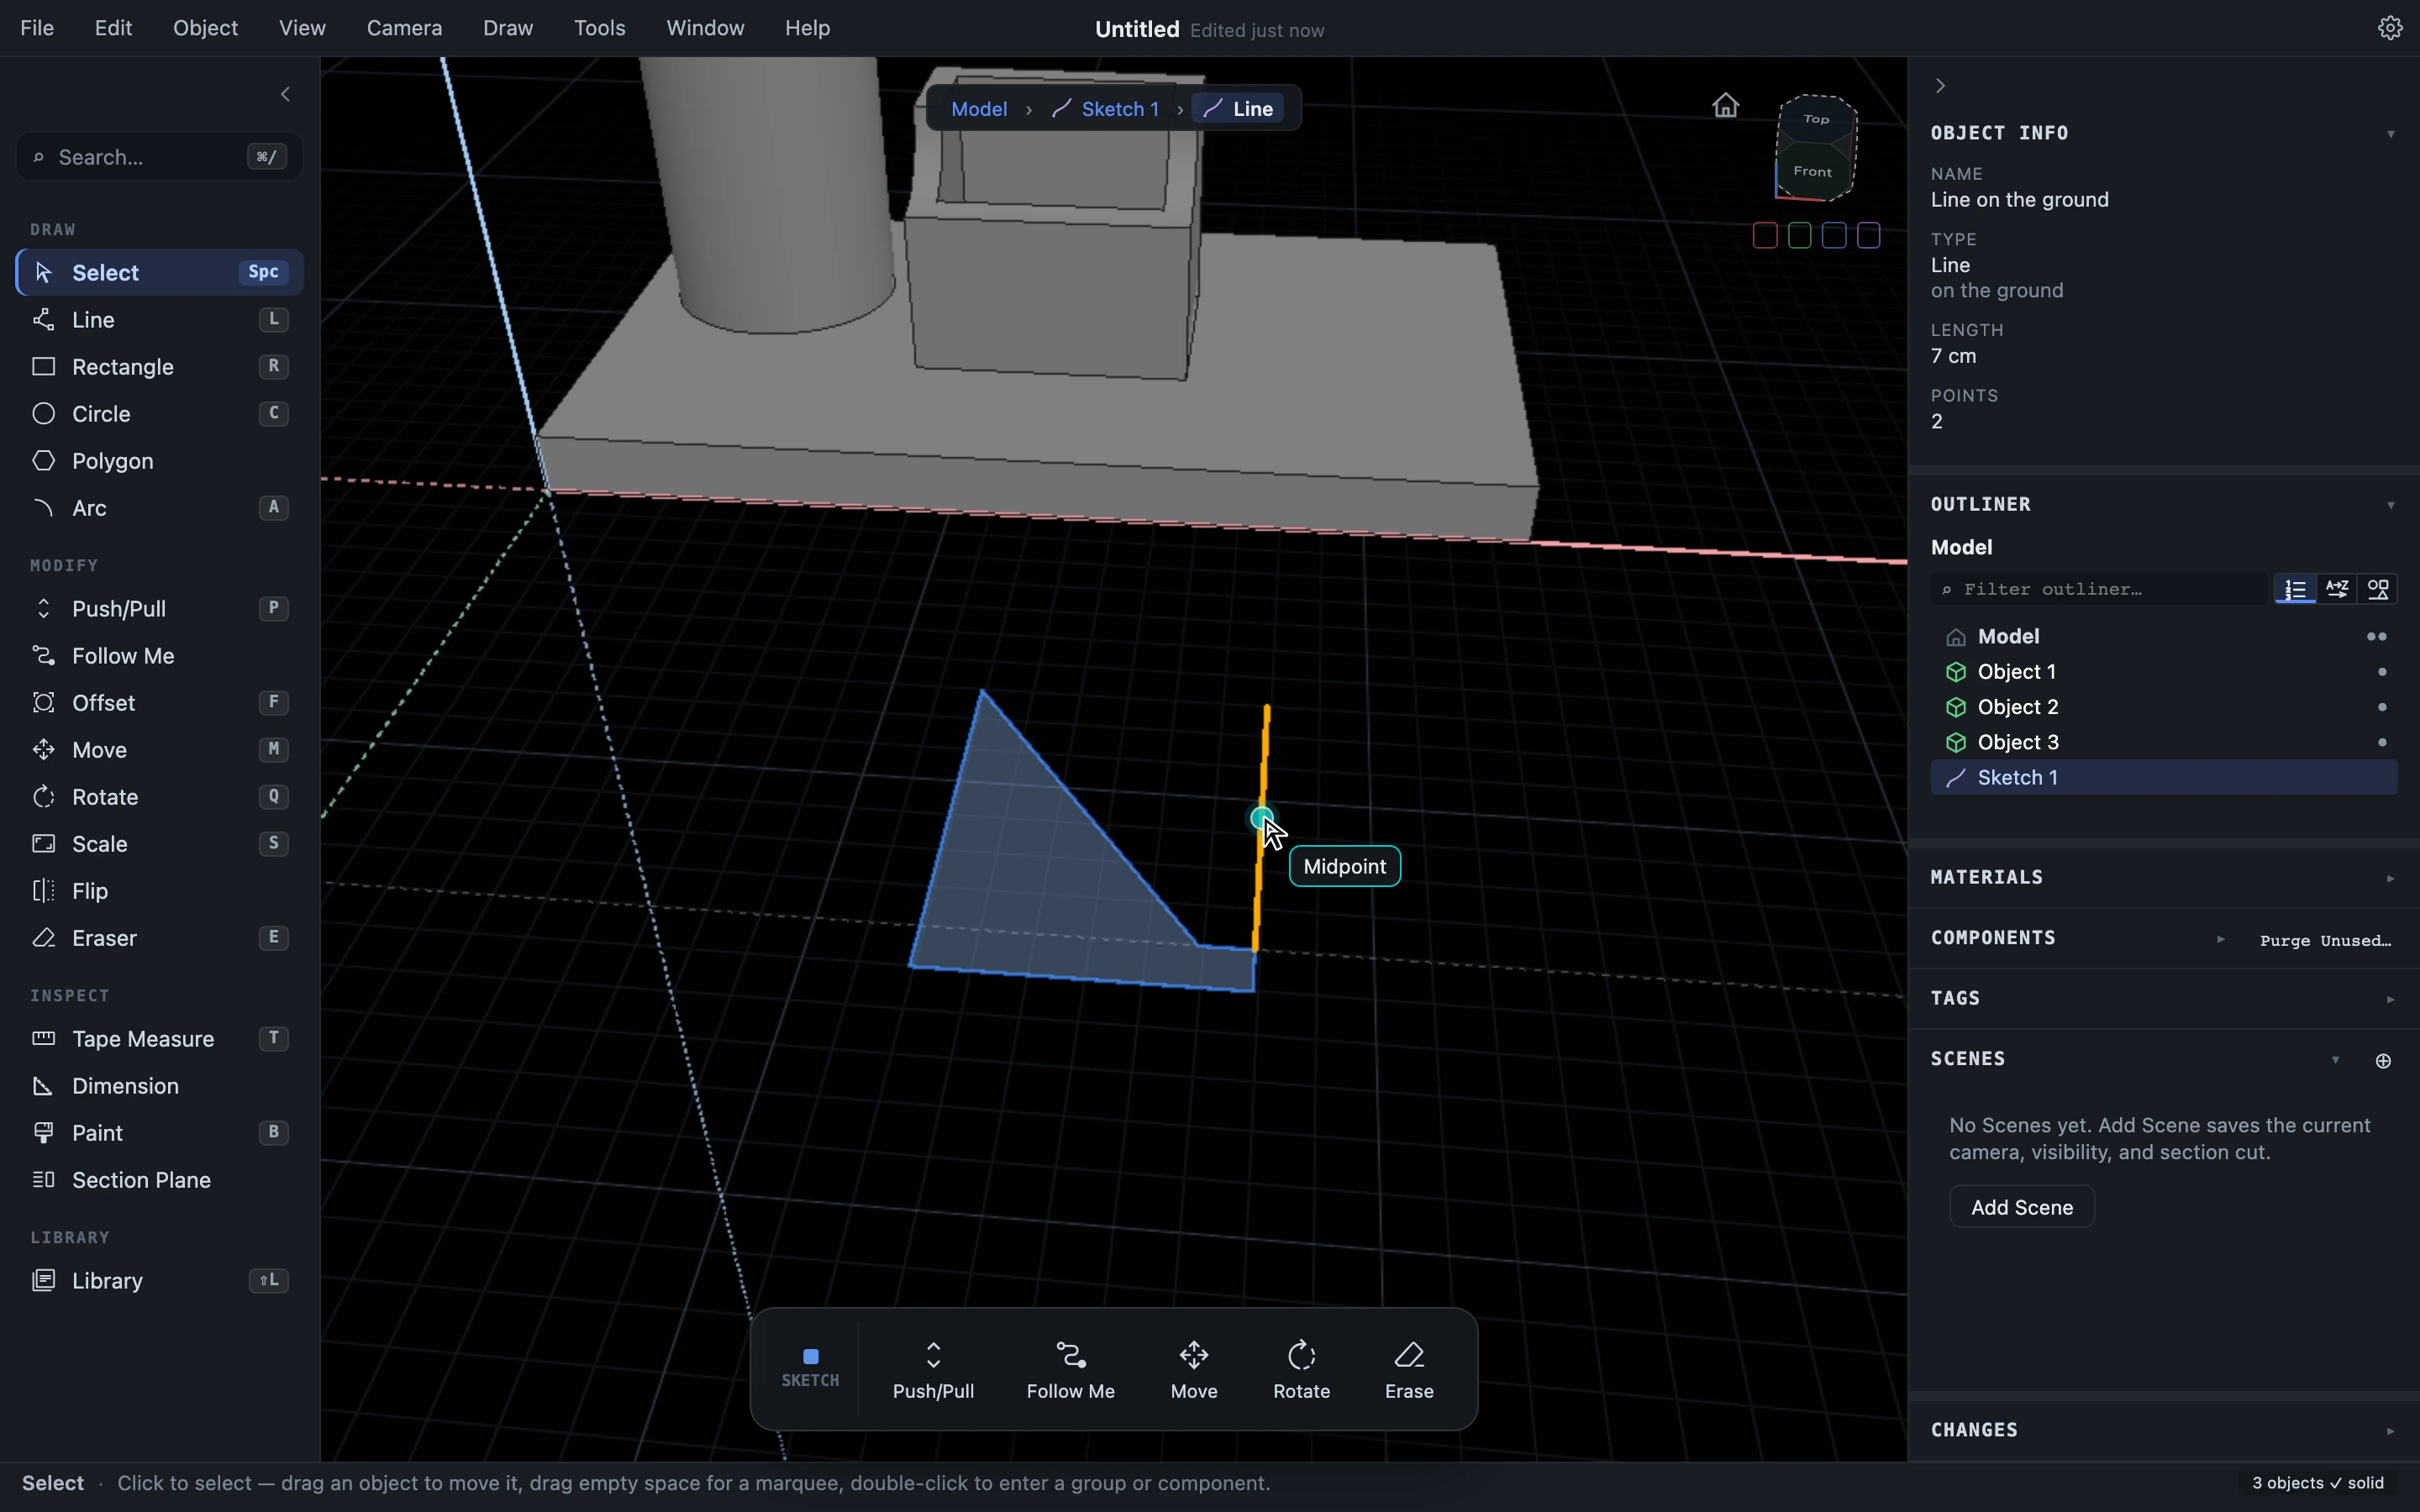 File Edit Object View Camera Draw Tools Window Help
Untitled Edited just now
Search... ⌘/
DRAW
Select Spc
Line L
Rectangle R
Circle C
Polygon
Arc A
MODIFY
Push/Pull P
Follow Me
Offset F
Move M
Rotate Q
Scale S
Flip
Eraser E
INSPECT
Tape Measure T
Dimension
Paint B
Section Plane
LIBRARY
Library ⇧L
Model › Sketch 1 › Line
Top
Front
Midpoint
SKETCH
Push/Pull
Follow Me
Move
Rotate
Erase
OBJECT INFO
NAME
Line on the ground
TYPE
Line
on the ground
LENGTH
7 cm
POINTS
2
OUTLINER
Model
Filter outliner…
Model
Object 1
Object 2
Object 3
Sketch 1
MATERIALS
COMPONENTS Purge Unused…
TAGS
SCENES
No Scenes yet. Add Scene saves the current
camera, visibility, and section cut.
Add Scene
CHANGES
Select · Click to select — drag an object to move it, drag empty space for a marquee, double-click to enter a group or component.
3 objects ✓ solid